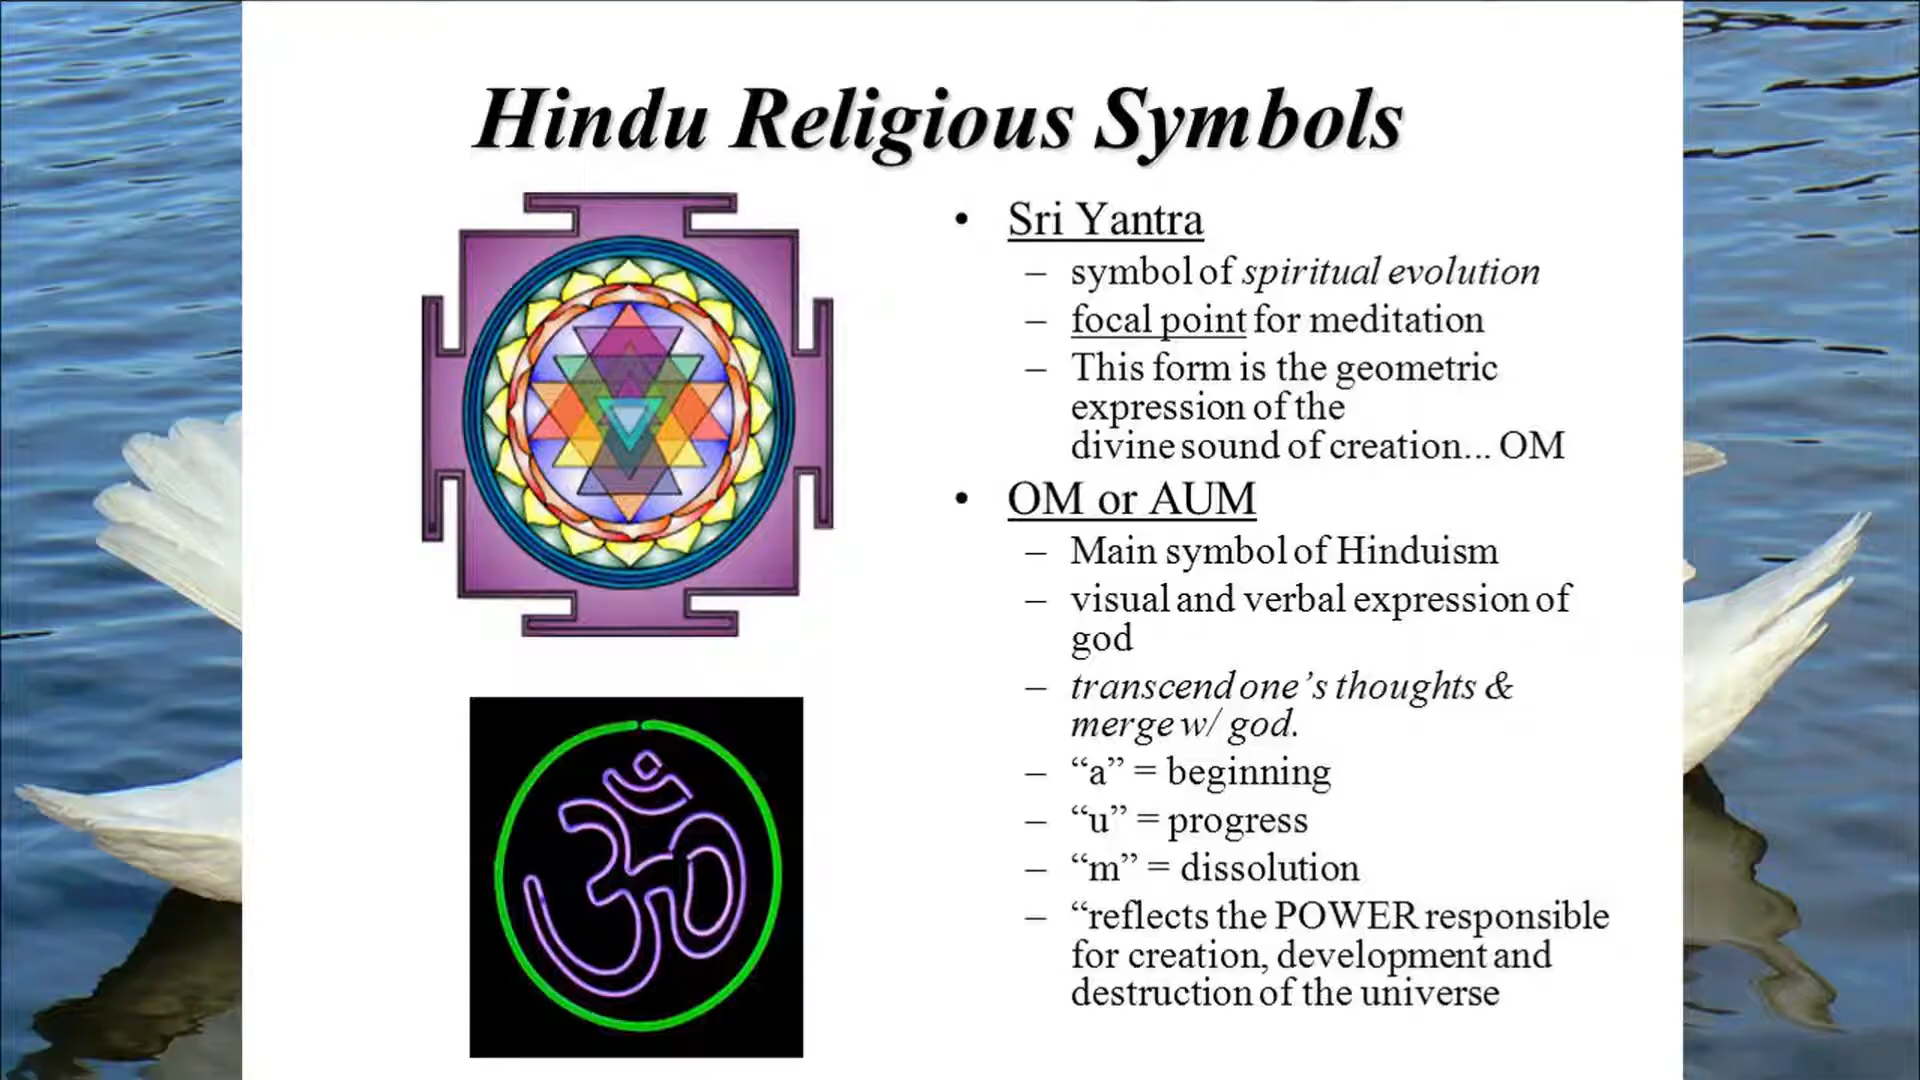 Hindu Religious Symbols
• Sri Yantra
– symbol of spiritual evolution
– focal point for meditation
– This form is the geometric
expression of the
divine sound of creation... OM
• OM or AUM
– Main symbol of Hinduism
– visual and verbal expression of
god
– transcend one’s thoughts &
merge w/ god.
– “a” = beginning
– “u” = progress
– “m” = dissolution
– “reflects the POWER responsible
for creation, development and
destruction of the universe
ॐ